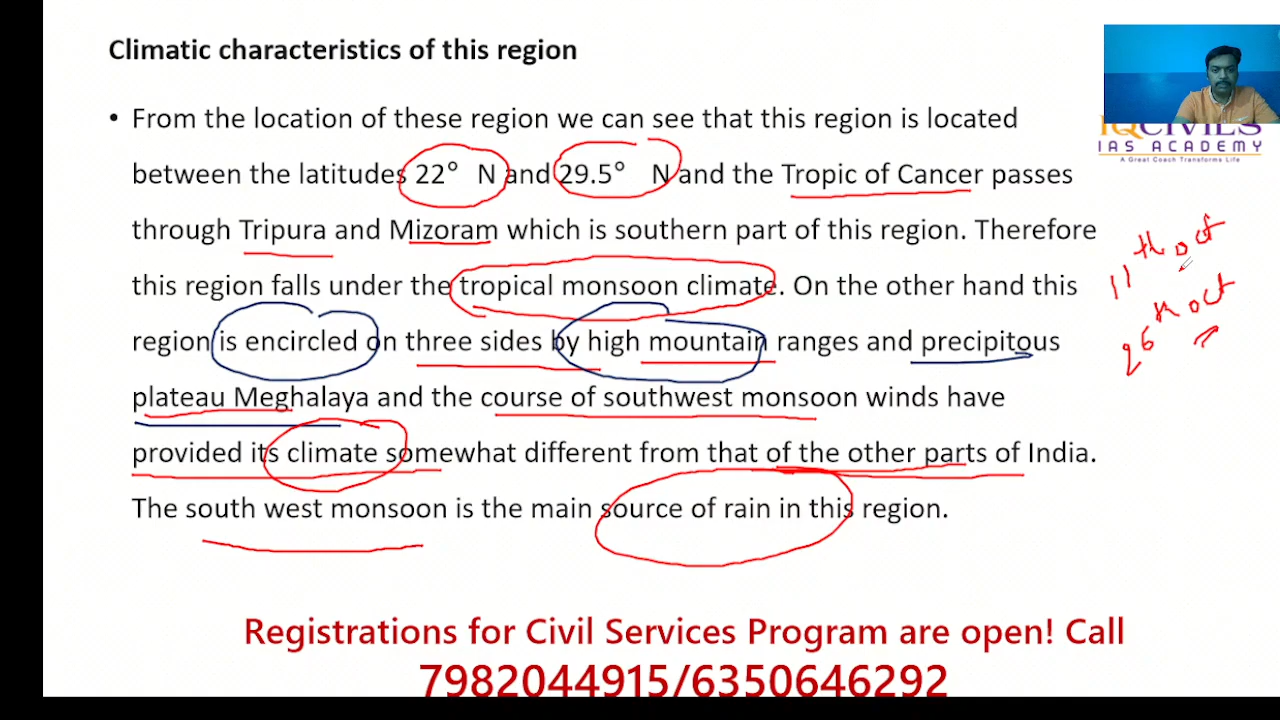 Climatic characteristics of this region
IQCIVILS
IAS ACADEMY
A Great Coach Transforms Life
• From the location of these region we can see that this region is located
between the latitudes 22° N and 29.5° N and the Tropic of Cancer passes
through Tripura and Mizoram which is southern part of this region. Therefore
this region falls under the tropical monsoon climate. On the other hand this
region is encircled on three sides by high mountain ranges and precipitous
plateau Meghalaya and the course of southwest monsoon winds have
provided its climate somewhat different from that of the other parts of India.
The south west monsoon is the main source of rain in this region.
11th oct
26th oct
Registrations for Civil Services Program are open! Call
7982044915/6350646292